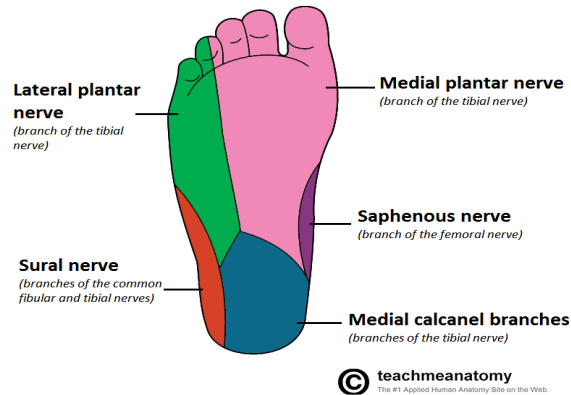 Lateral plantar
nerve
(branch of the tibial
nerve)
Medial plantar nerve
(branch of the tibial nerve)
Saphenous nerve
(branch of the femoral nerve)
Sural nerve
(branches of the common
fibular and tibial nerves)
Medial calcanel branches
(branches of the tibial nerve)
© teachmeanatomy
The #1 Applied Human Anatomy Site on the Web.